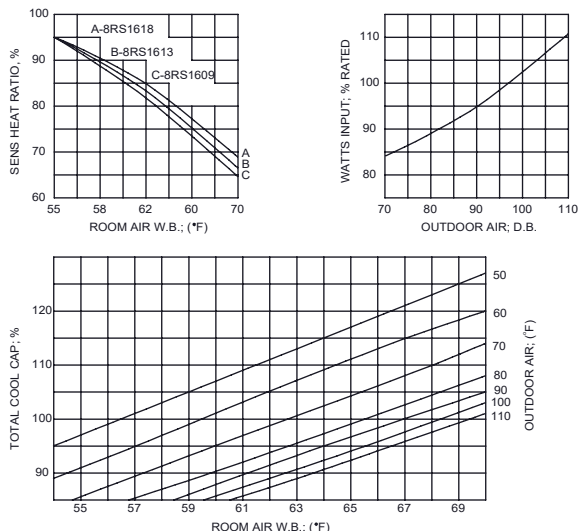 100
90
80
70
60
SENS HEAT RATIO, %
A-8RS1618
B-8RS1613
C-8RS1609
A
B
C
55
58
62
60
70
ROOM AIR W.B.; (°F)
110
100
90
80
WATTS INPUT; % RATED
70
80
90
100
110
OUTDOOR AIR; D.B.
120
110
100
90
TOTAL COOL CAP; %
50
60
70
80
90
100
110
OUTDOOR AIR; (°F)
55
57
59
61
63
65
67
69
ROOM AIR W.B.; (°F)